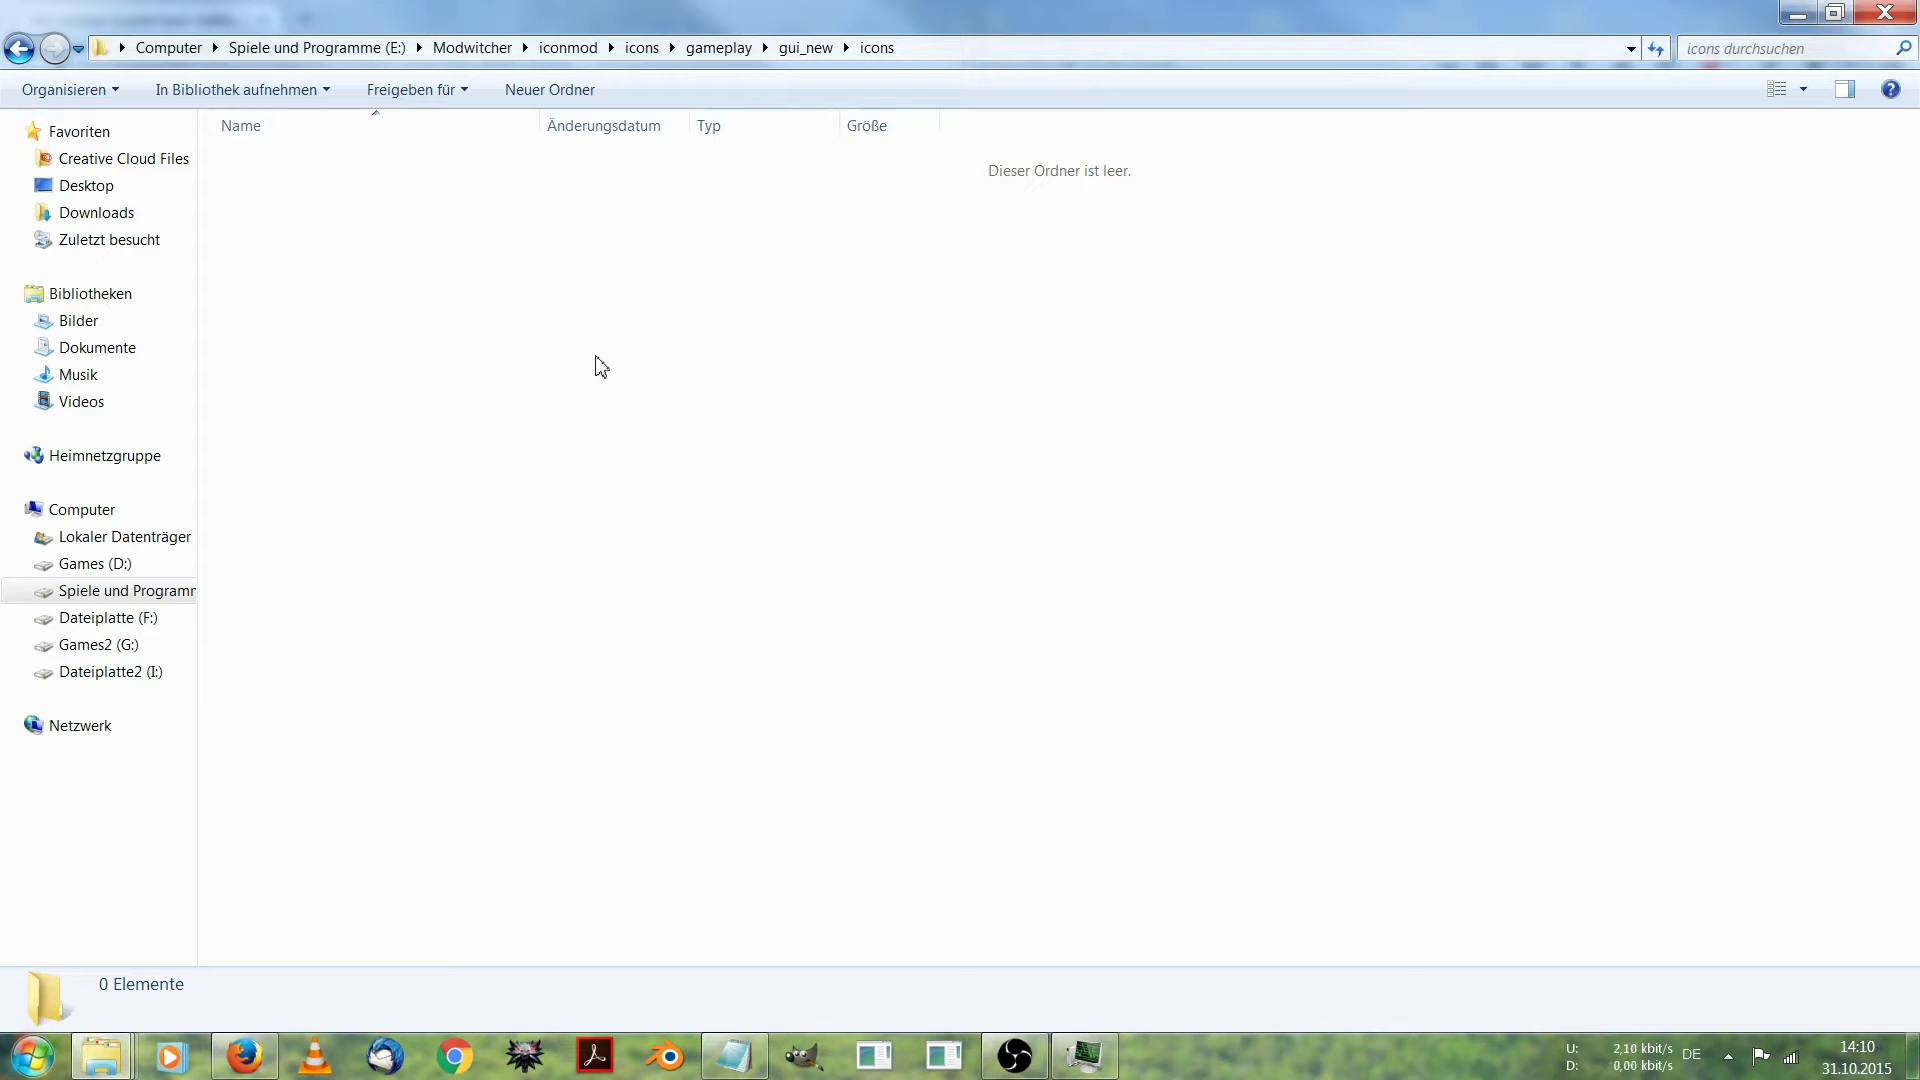 Computer Spiele und Programme (E:) Modwitcher iconmod icons gameplay gui_new icons
icons durchsuchen
Organisieren In Bibliothek aufnehmen Freigeben für Neuer Ordner
Name Änderungsdatum Typ Größe
Dieser Ordner ist leer.
Favoriten
Creative Cloud Files
Desktop
Downloads
Zuletzt besucht
Bibliotheken
Bilder
Dokumente
Musik
Videos
Heimnetzgruppe
Computer
Lokaler Datenträger
Games (D:)
Spiele und Programm
Dateiplatte (F:)
Games2 (G:)
Dateiplatte2 (I:)
Netzwerk
0 Elemente
U: 2,10 kbit/s
D: 0,00 kbit/s
DE
14:10
31.10.2015